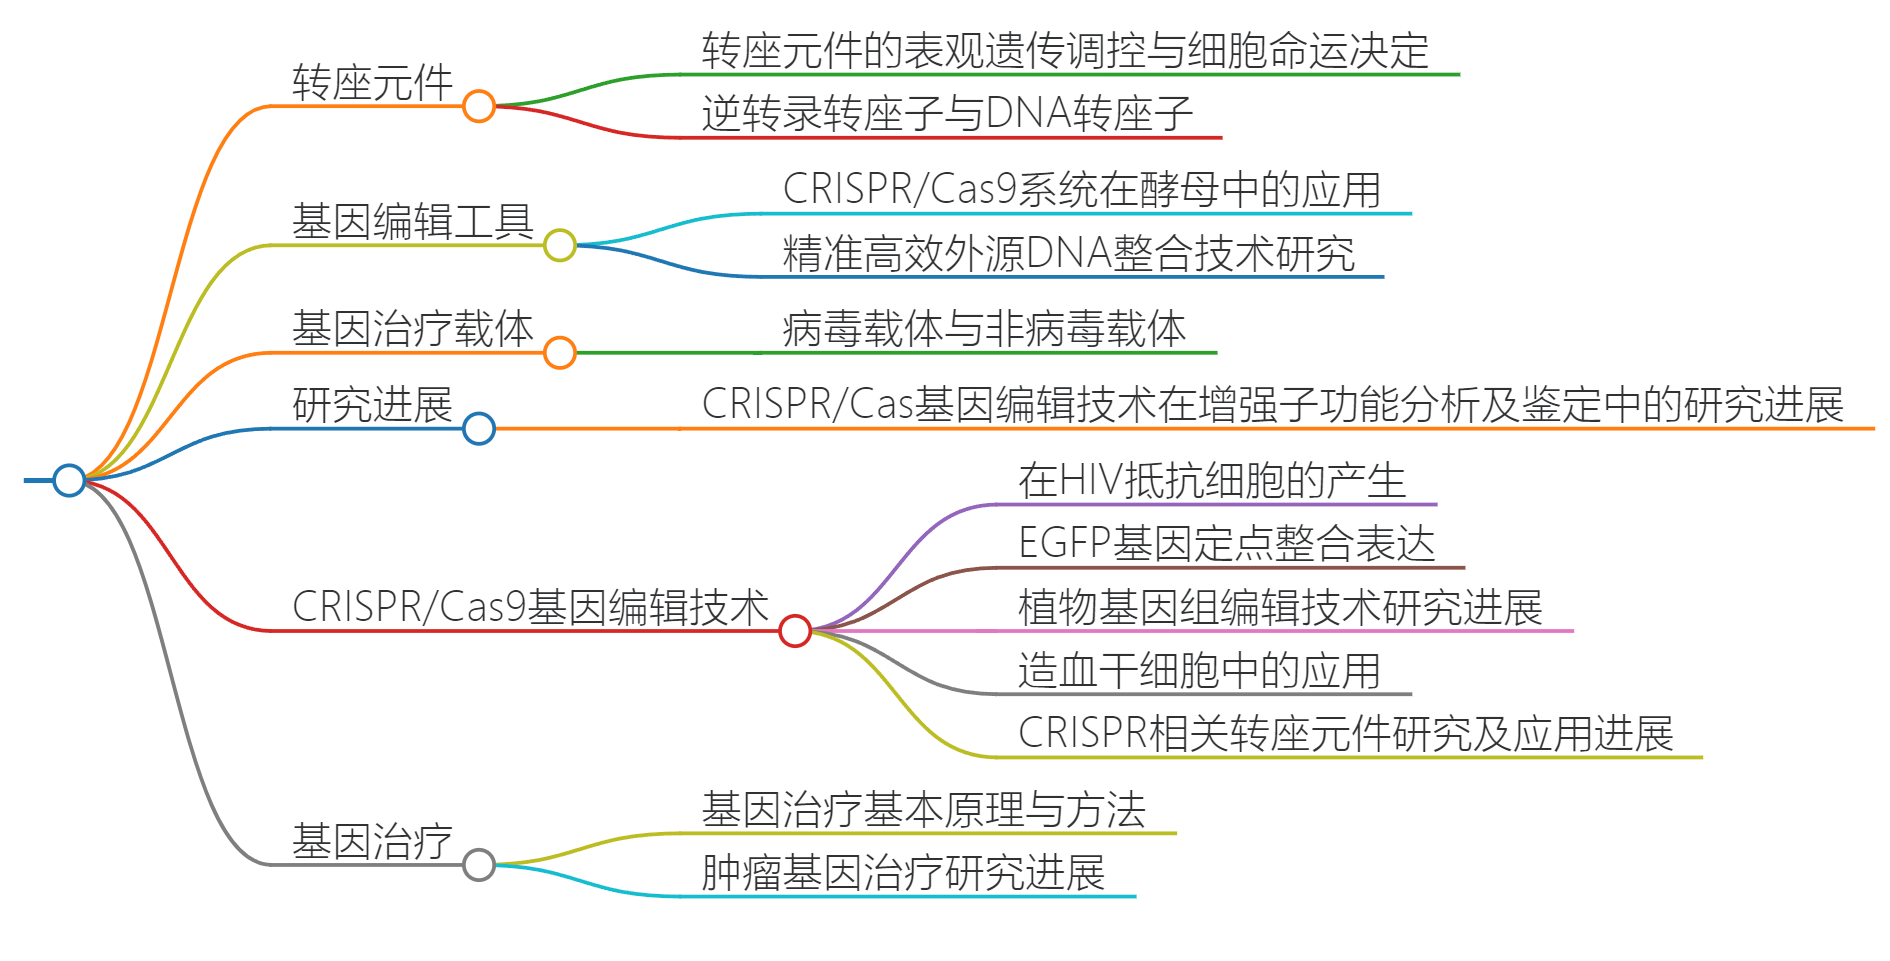 转座元件
转座元件的表观遗传调控与细胞命运决定
逆转录转座子与DNA转座子
基因编辑工具
CRISPR/Cas9系统在酵母中的应用
精准高效外源DNA整合技术研究
基因治疗载体
病毒载体与非病毒载体
研究进展
CRISPR/Cas基因编辑技术在增强子功能分析及鉴定中的研究进展
CRISPR/Cas9基因编辑技术
在HIV抵抗细胞的产生
EGFP基因定点整合表达
植物基因组编辑技术研究进展
造血干细胞中的应用
CRISPR相关转座元件研究及应用进展
基因治疗
基因治疗基本原理与方法
肿瘤基因治疗研究进展